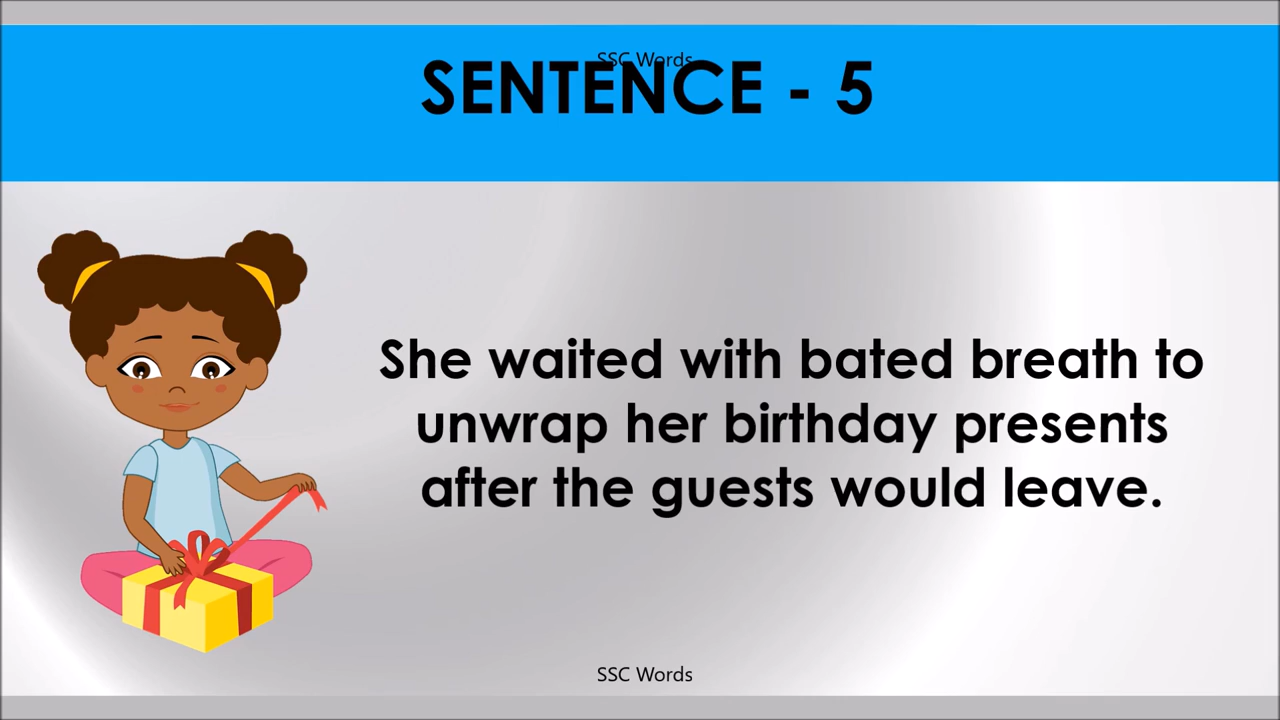 SSC Words
SENTENCE - 5
She waited with bated breath to
unwrap her birthday presents
after the guests would leave.
SSC Words